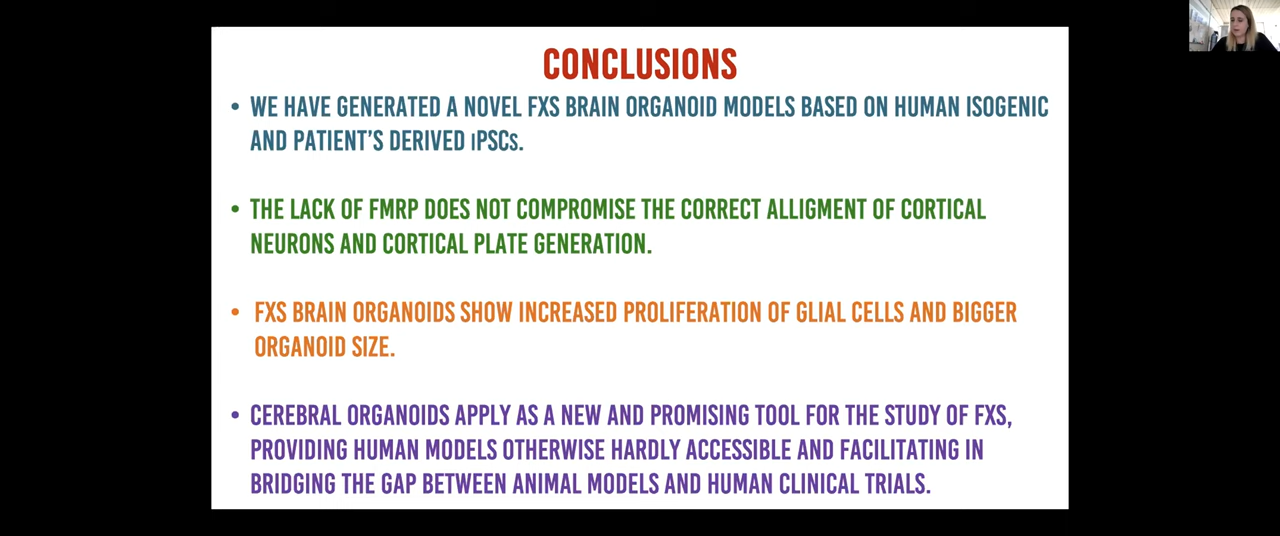 CONCLUSIONS
• WE HAVE GENERATED A NOVEL FXS BRAIN ORGANOID MODELS BASED ON HUMAN ISOGENIC
AND PATIENT'S DERIVED iPSCs.
• THE LACK OF FMRP DOES NOT COMPROMISE THE CORRECT ALLIGMENT OF CORTICAL
NEURONS AND CORTICAL PLATE GENERATION.
• FXS BRAIN ORGANOIDS SHOW INCREASED PROLIFERATION OF GLIAL CELLS AND BIGGER
ORGANOID SIZE.
• CEREBRAL ORGANOIDS APPLY AS A NEW AND PROMISING TOOL FOR THE STUDY OF FXS,
PROVIDING HUMAN MODELS OTHERWISE HARDLY ACCESSIBLE AND FACILITATING IN
BRIDGING THE GAP BETWEEN ANIMAL MODELS AND HUMAN CLINICAL TRIALS.